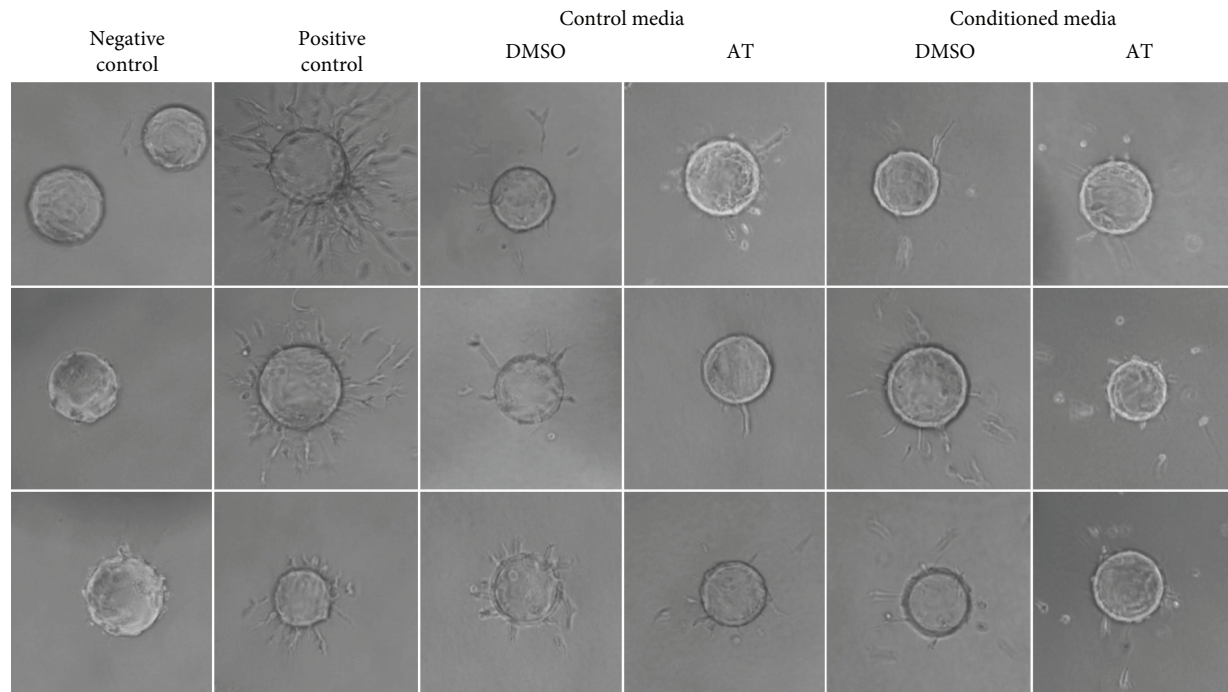 Negative
control
Positive
control
Control media
DMSO
AT
Conditioned media
DMSO
AT